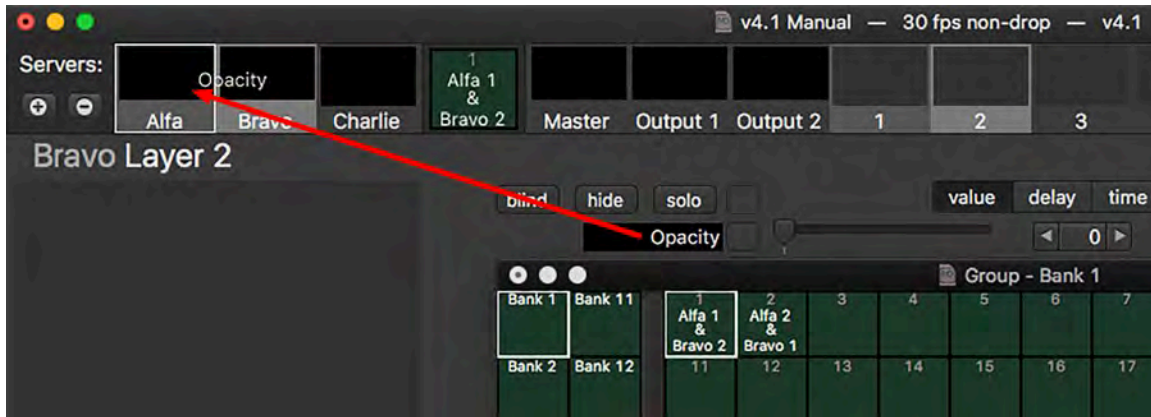 v4.1 Manual — 30 fps non-drop — v4.1
Servers:
Opacity
Alfa
Bravo
Charlie
1
Alfa 1
&
Bravo 2
Master
Output 1
Output 2
1
2
3
Bravo Layer 2
blind
hide
solo
value
delay
time
Opacity
0
Group - Bank 1
Bank 1
Bank 11
1
Alfa 1
&
Bravo 2
2
Alfa 2
&
Bravo 1
3
4
5
6
7
Bank 2
Bank 12
11
12
13
14
15
16
17